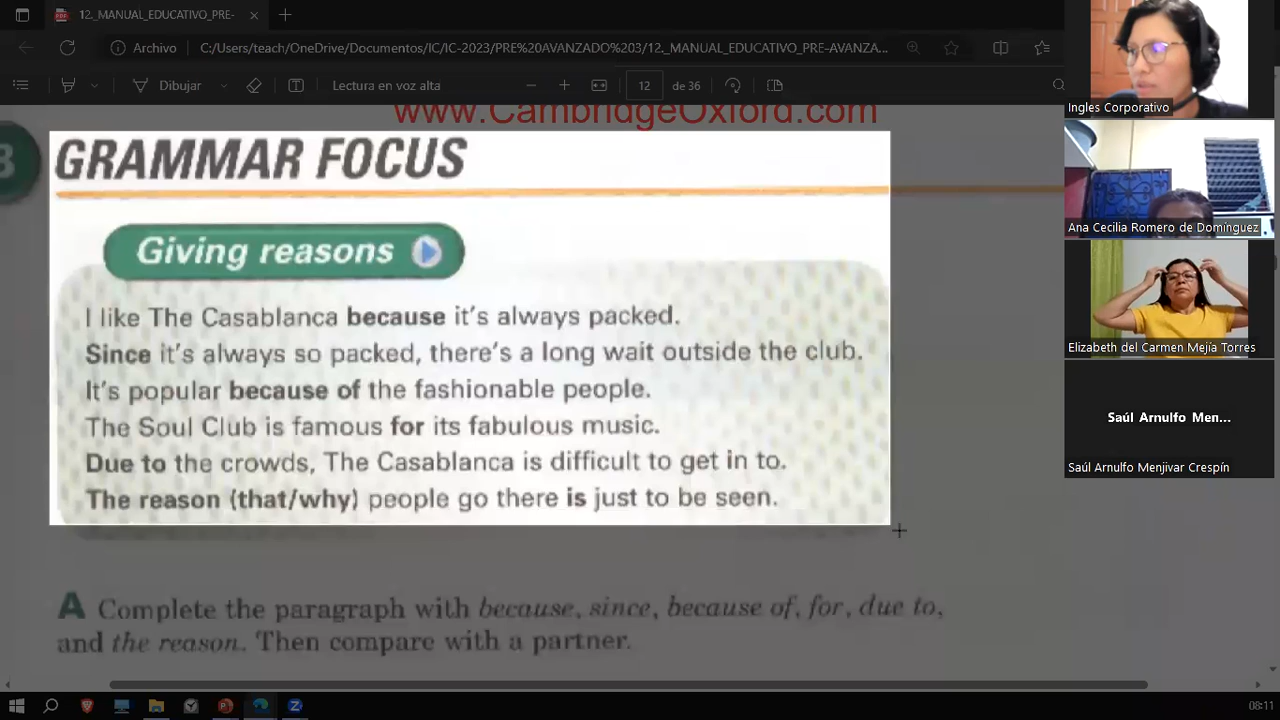 12._MANUAL_EDUCATIVO_PRE-
Archivo
C:/Users/teach/OneDrive/Documentos/IC/IC-2023/PRE%20AVANZADO%203/12._MANUAL_EDUCATIVO_PRE-AVANZA...
Dibujar
Lectura en voz alta
12
de 36
www.CambridgeOxford.com
GRAMMAR FOCUS
Giving reasons
I like The Casablanca because it's always packed.
Since it's always so packed, there's a long wait outside the club.
It's popular because of the fashionable people.
The Soul Club is famous for its fabulous music.
Due to the crowds, The Casablanca is difficult to get in to.
The reason (that/why) people go there is just to be seen.
A Complete the paragraph with because, since, because of, for, due to,
and the reason. Then compare with a partner.
Ingles Corporativo
Ana Cecilia Romero de Domínguez
Elizabeth del Carmen Mejía Torres
Saúl Arnulfo Men...
Saúl Arnulfo Menjivar Crespín
08:11